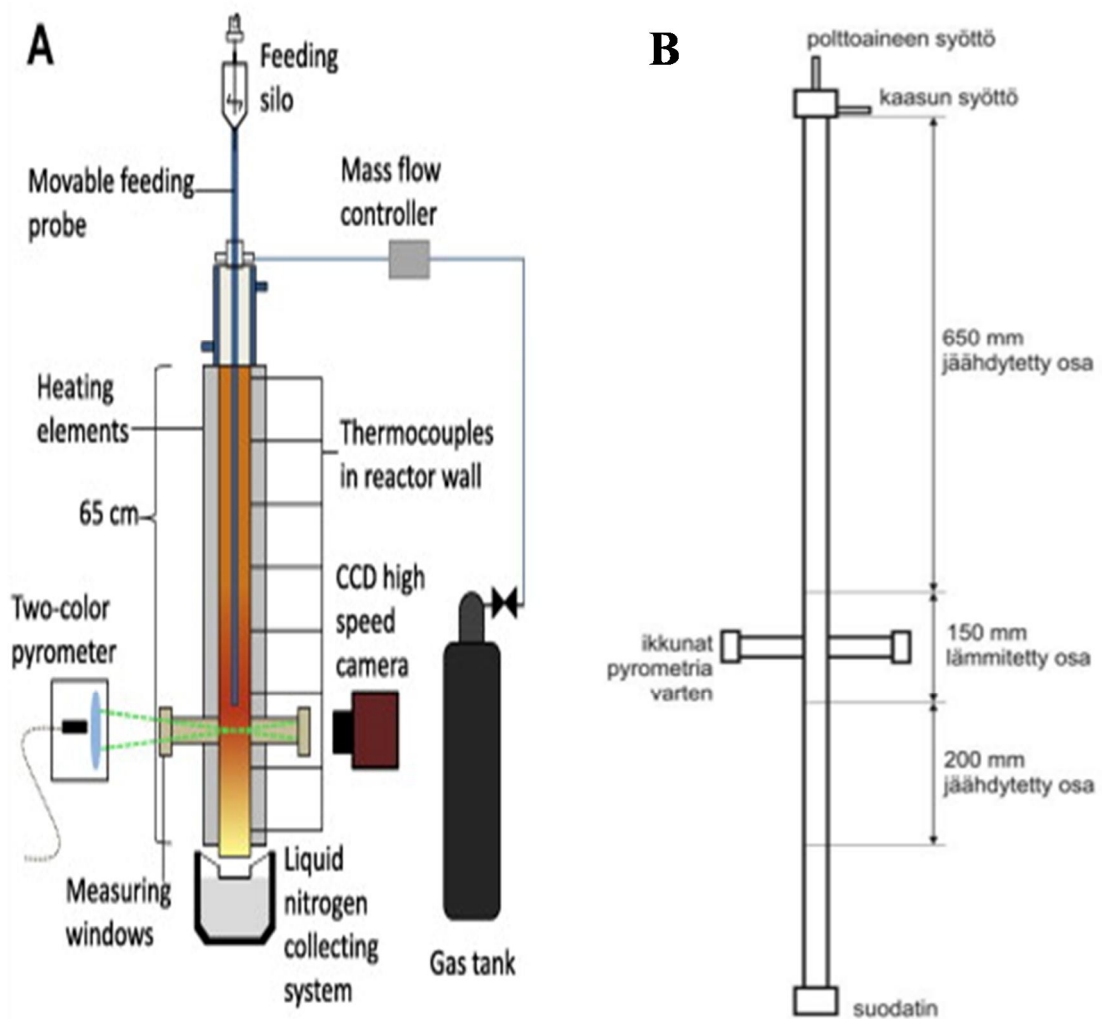 A
Feeding
silo
Movable feeding
probe
Mass flow
controller
Heating
elements
Thermocouples
in reactor wall
65 cm
CCD high
speed
camera
Two-color
pyrometer
Measuring
windows
Liquid
nitrogen
collecting
system
Gas tank
B
polttoaineen syöttö
kaasun syöttö
650 mm
jäähdytetty osa
ikkunat
pyrometria
varten
150 mm
lämmitetty osa
200 mm
jäähdytetty osa
suodatin